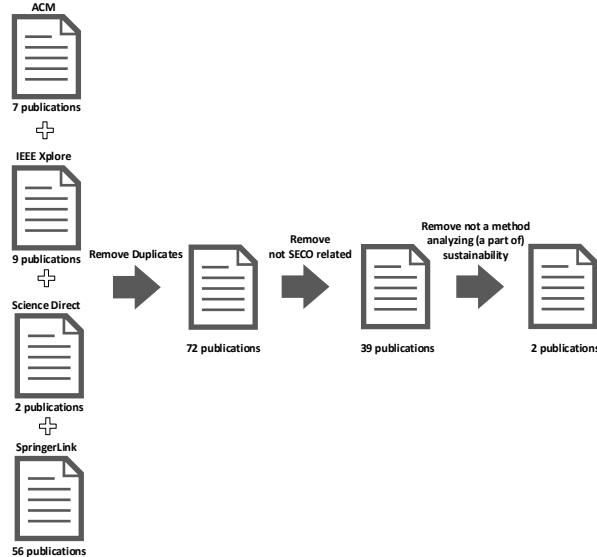 ACM
7 publications
IEEE Xplore
9 publications
Science Direct
2 publications
SpringerLink
56 publications
Remove Duplicates
72 publications
Remove
not SECO related
39 publications
Remove not a method
analyzing (a part of)
sustainability
2 publications